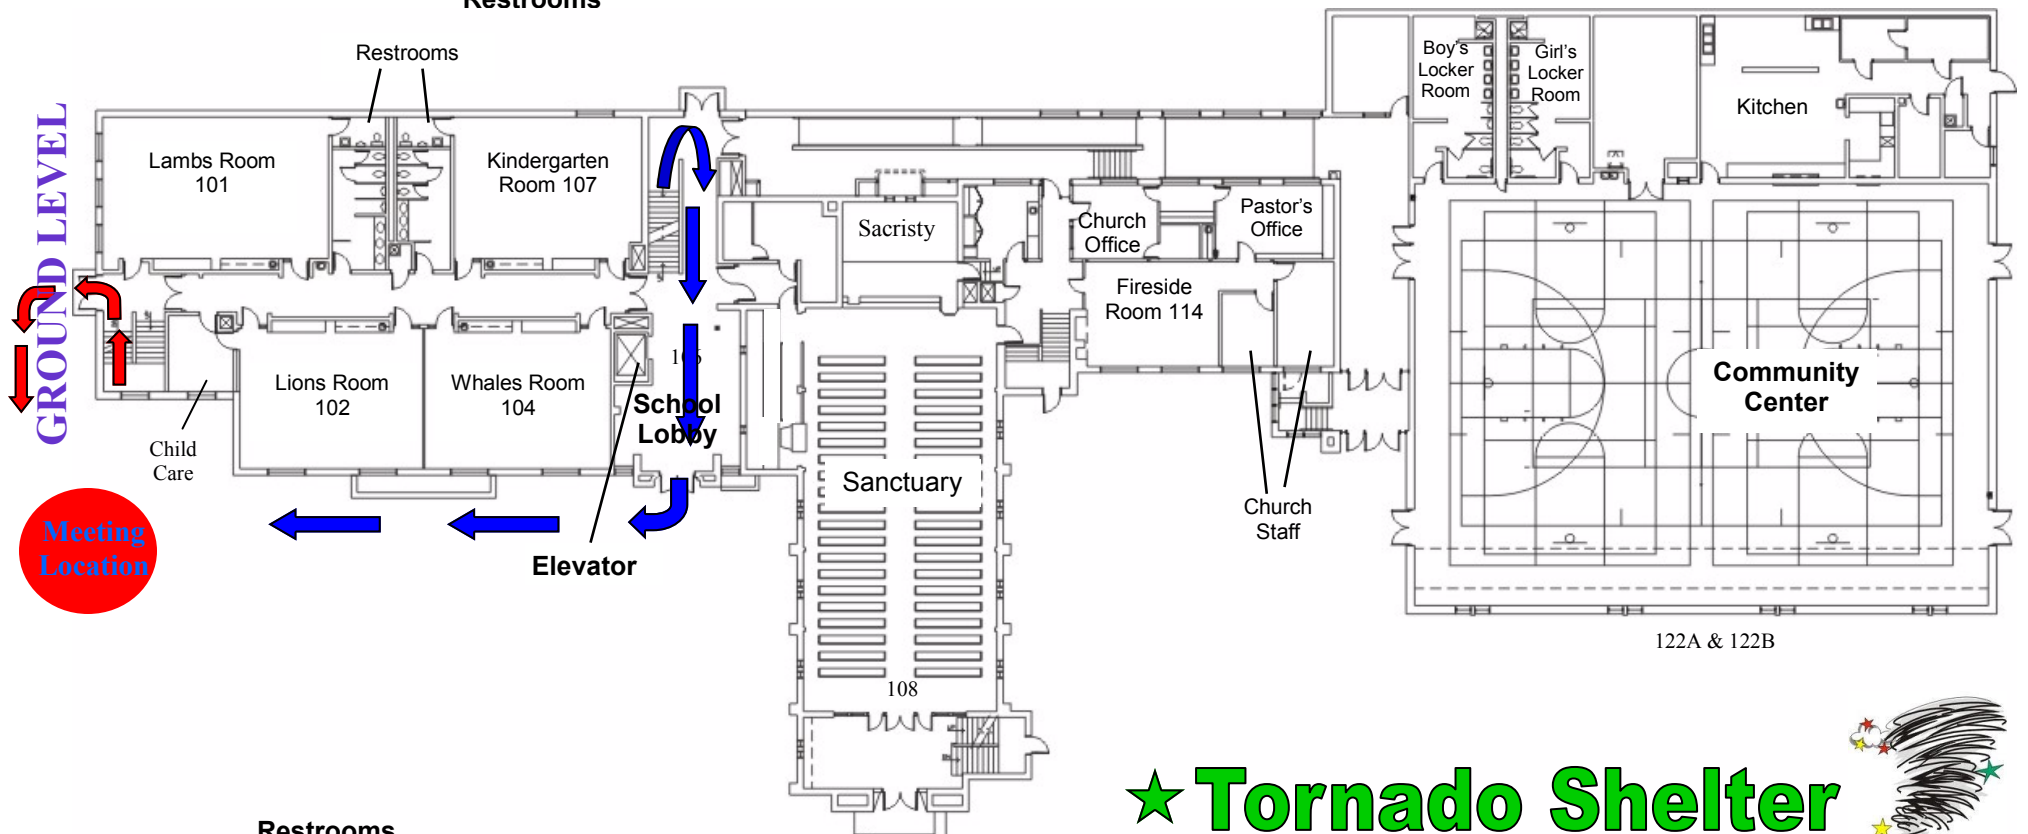 Restrooms
Restrooms
Boy's
Locker
Room
Girl's
Locker
Room
Kitchen
Lambs Room
101
Kindergarten
Room 107
GROUND LEVEL
Sacristy
Church
Office
Pastor's
Office
Fireside
Room 114
Lions Room
102
Whales Room
104
School
Lobby
Community
Center
Child
Care
Sanctuary
Church
Staff
Meeting
Location
Elevator
122A & 122B
108
Tornado Shelter
Restrooms